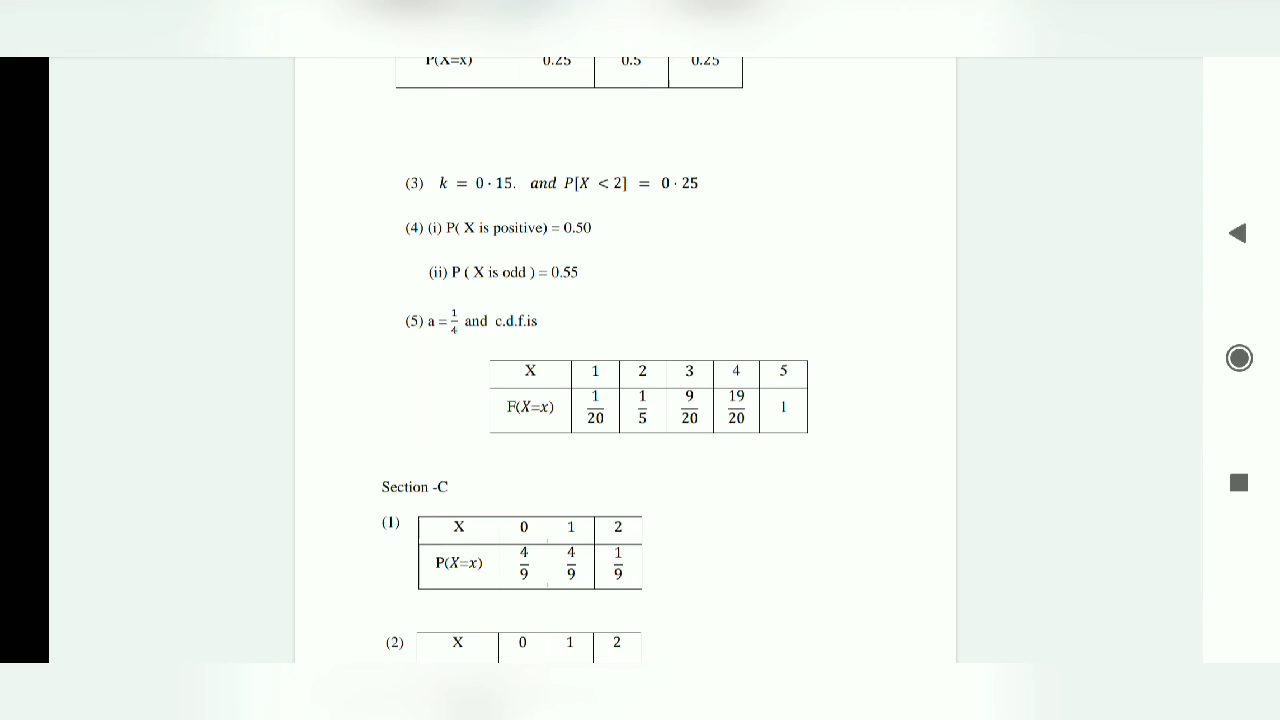 P(X=x) 0.25 0.5 0.25
(3) k = 0·15. and P[X < 2] = 0·25
(4) (i) P( X is positive) = 0.50
(ii) P ( X is odd ) = 0.55
(5) a = 1/4 and c.d.f.is
X 1 2 3 4 5
F(X=x) 1/20 1/5 9/20 19/20 1
Section -C
(1) X 0 1 2
P(X=x) 4/9 4/9 1/9
(2) X 0 1 2